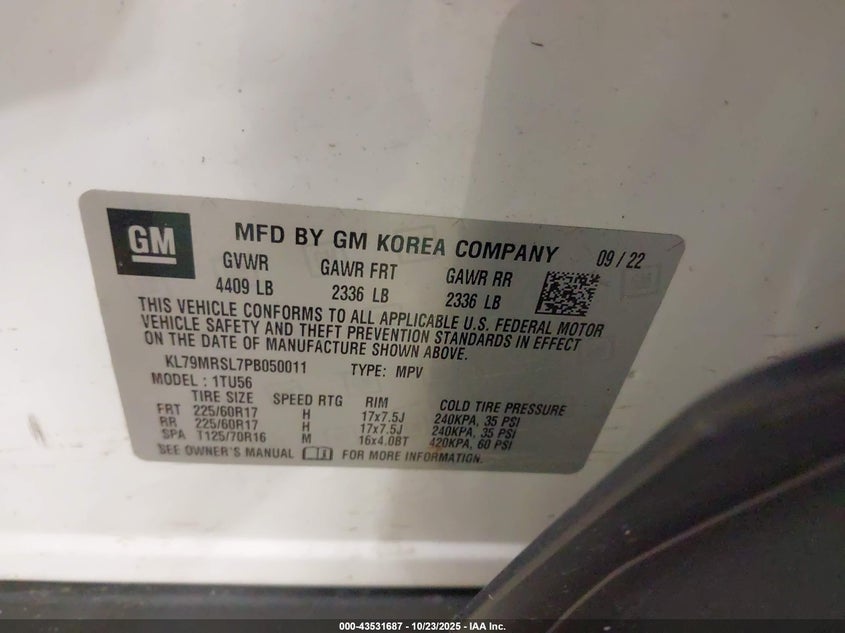 GM
MFD BY GM KOREA COMPANY 09 / 22
GVWR GAWR FRT GAWR RR
4409 LB 2336 LB 2336 LB
THIS VEHICLE CONFORMS TO ALL APPLICABLE U.S. FEDERAL MOTOR
VEHICLE SAFETY AND THEFT PREVENTION STANDARDS IN EFFECT
ON THE DATE OF MANUFACTURE SHOWN ABOVE.
KL79MRSL7PB050011 TYPE: MPV
MODEL : 1TU56
TIRE SIZE SPEED RTG RIM COLD TIRE PRESSURE
FRT 225/60R17 H 17x7.5J 240KPA, 35 PSI
RR 225/60R17 H 17x7.5J 240KPA, 35 PSI
SPA T125/70R16 M 16x4.0BT 420KPA, 60 PSI
SEE OWNER'S MANUAL FOR MORE INFORMATION.
000-43531687 - 10/23/2025 - IAA Inc.